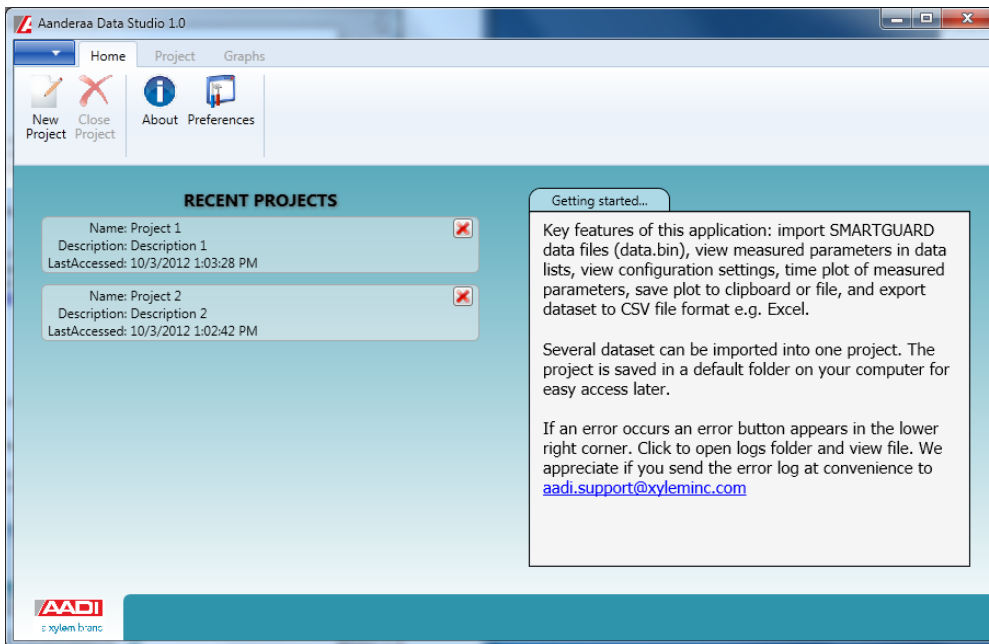 Aanderaa Data Studio 1.0
Home
Project
Graphs
New
Project
Close
Project
About
Preferences
RECENT PROJECTS
Name: Project 1
Description: Description 1
LastAccessed: 10/3/2012 1:03:28 PM
Name: Project 2
Description: Description 2
LastAccessed: 10/3/2012 1:02:42 PM
Getting started...
Key features of this application: import SMARTGUARD
data files (data.bin), view measured parameters in data
lists, view configuration settings, time plot of measured
parameters, save plot to clipboard or file, and export
dataset to CSV file format e.g. Excel.
Several dataset can be imported into one project. The
project is saved in a default folder on your computer for
easy access later.
If an error occurs an error button appears in the lower
right corner. Click to open logs folder and view file. We
appreciate if you send the error log at convenience to
aadi.support@xyleminc.com
AADI
a xylem brand